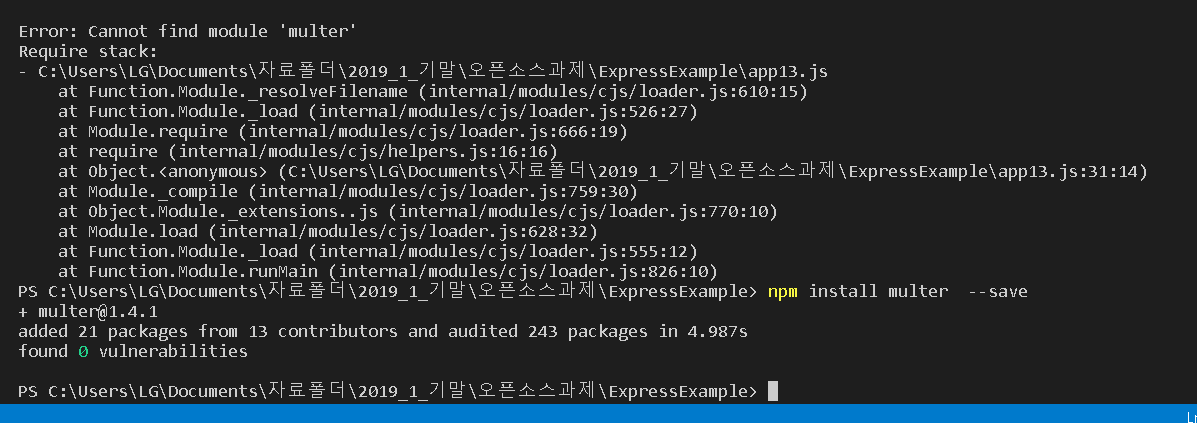 Error: Cannot find module 'multer'
Require stack:
- C:\Users\LG\Documents\자료폴더\2019_1_기말\오픈소스과제\ExpressExample\app13.js
    at Function.Module._resolveFilename (internal/modules/cjs/loader.js:610:15)
    at Function.Module._load (internal/modules/cjs/loader.js:526:27)
    at Module.require (internal/modules/cjs/loader.js:666:19)
    at require (internal/modules/cjs/helpers.js:16:16)
    at Object.<anonymous> (C:\Users\LG\Documents\자료폴더\2019_1_기말\오픈소스과제\ExpressExample\app13.js:31:14)
    at Module._compile (internal/modules/cjs/loader.js:759:30)
    at Object.Module._extensions..js (internal/modules/cjs/loader.js:770:10)
    at Module.load (internal/modules/cjs/loader.js:628:32)
    at Function.Module._load (internal/modules/cjs/loader.js:555:12)
    at Function.Module.runMain (internal/modules/cjs/loader.js:826:10)
PS C:\Users\LG\Documents\자료폴더\2019_1_기말\오픈소스과제\ExpressExample> npm install multer  --save
+ multer@1.4.1
added 21 packages from 13 contributors and audited 243 packages in 4.987s
found 0 vulnerabilities
PS C:\Users\LG\Documents\자료폴더\2019_1_기말\오픈소스과제\ExpressExample>